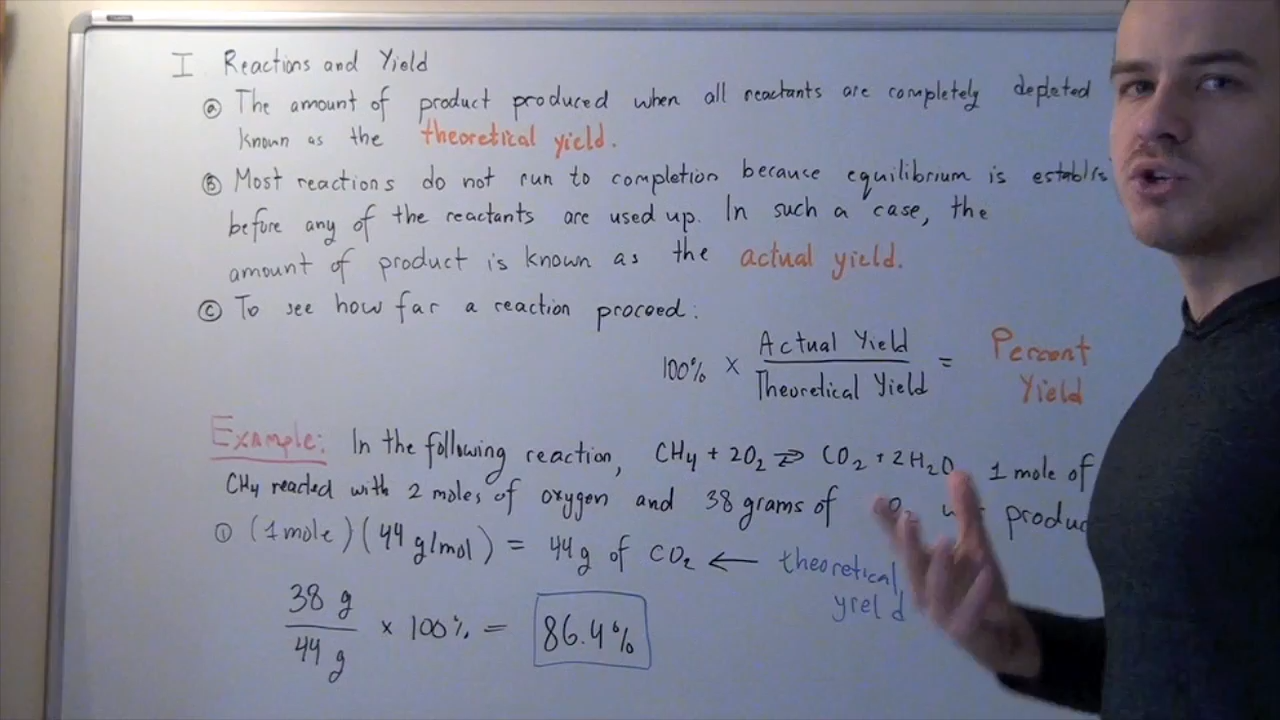 I Reactions and Yield
ⓐ The amount of product produced when all reactants are completely depleted
known as the theoretical yield.
Ⓑ Most reactions do not run to completion because equilibrium is establis
before any of the reactants are used up. In such a case, the
amount of product is known as the actual yield.
Ⓒ To see how far a reaction proceed:
100% × Actual Yield / Theoretical Yield = Percent Yield
Example: In the following reaction, CH4 + 2O2 ⇌ CO2 + 2H2O 1 mole of
CH4 reacted with 2 moles of oxygen and 38 grams of CO2 produc
① (1 mole)(44 g/mol) = 44 g of CO2 ← theoretical yield
38 g / 44 g × 100% = 86.4%